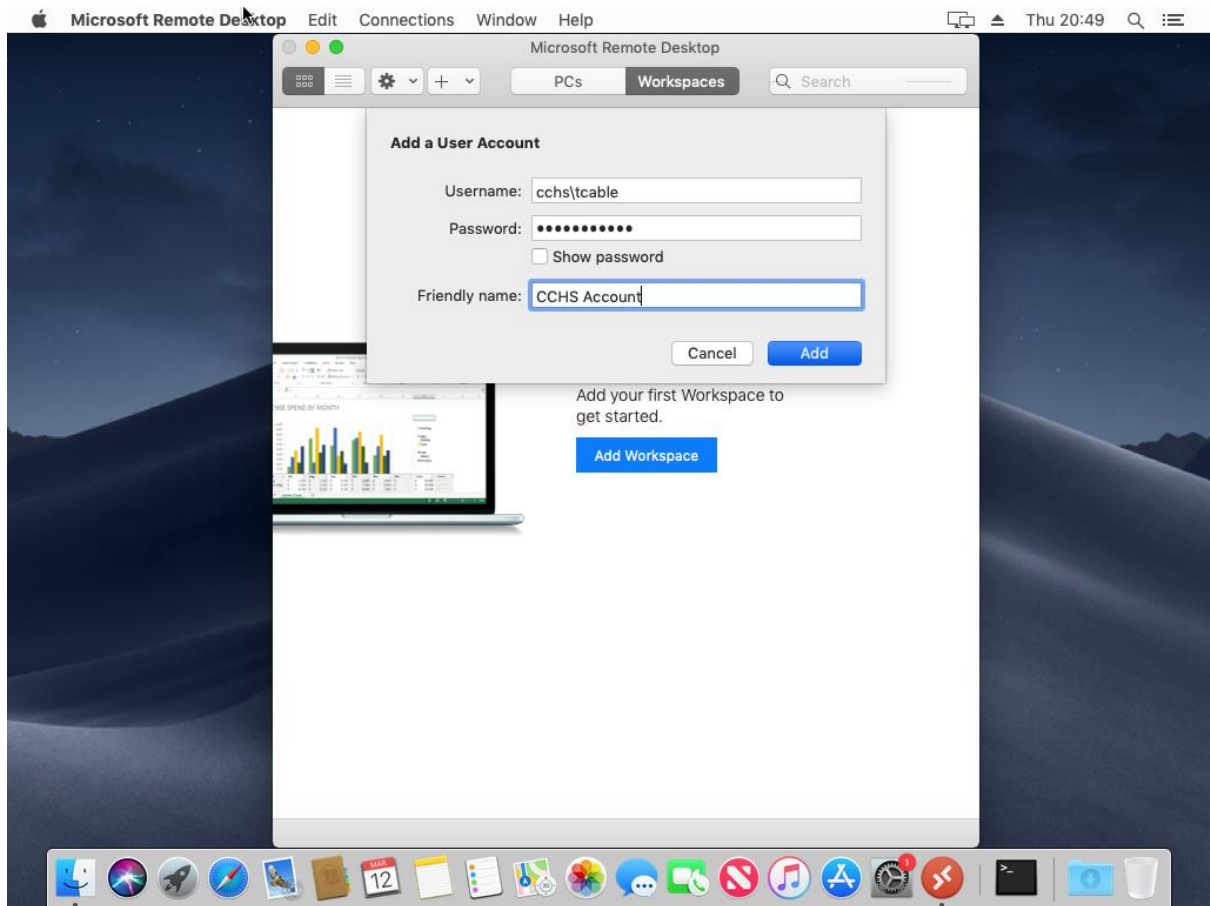 Microsoft Remote Desktop Edit Connections Window Help Thu 20:49
Microsoft Remote Desktop
PCs Workspaces Search
Add a User Account
Username: cchs\tcable
Password: •••••••••••
Show password
Friendly name: CCHS Account
Cancel Add
Add your first Workspace to
get started.
Add Workspace
MAR
12
1